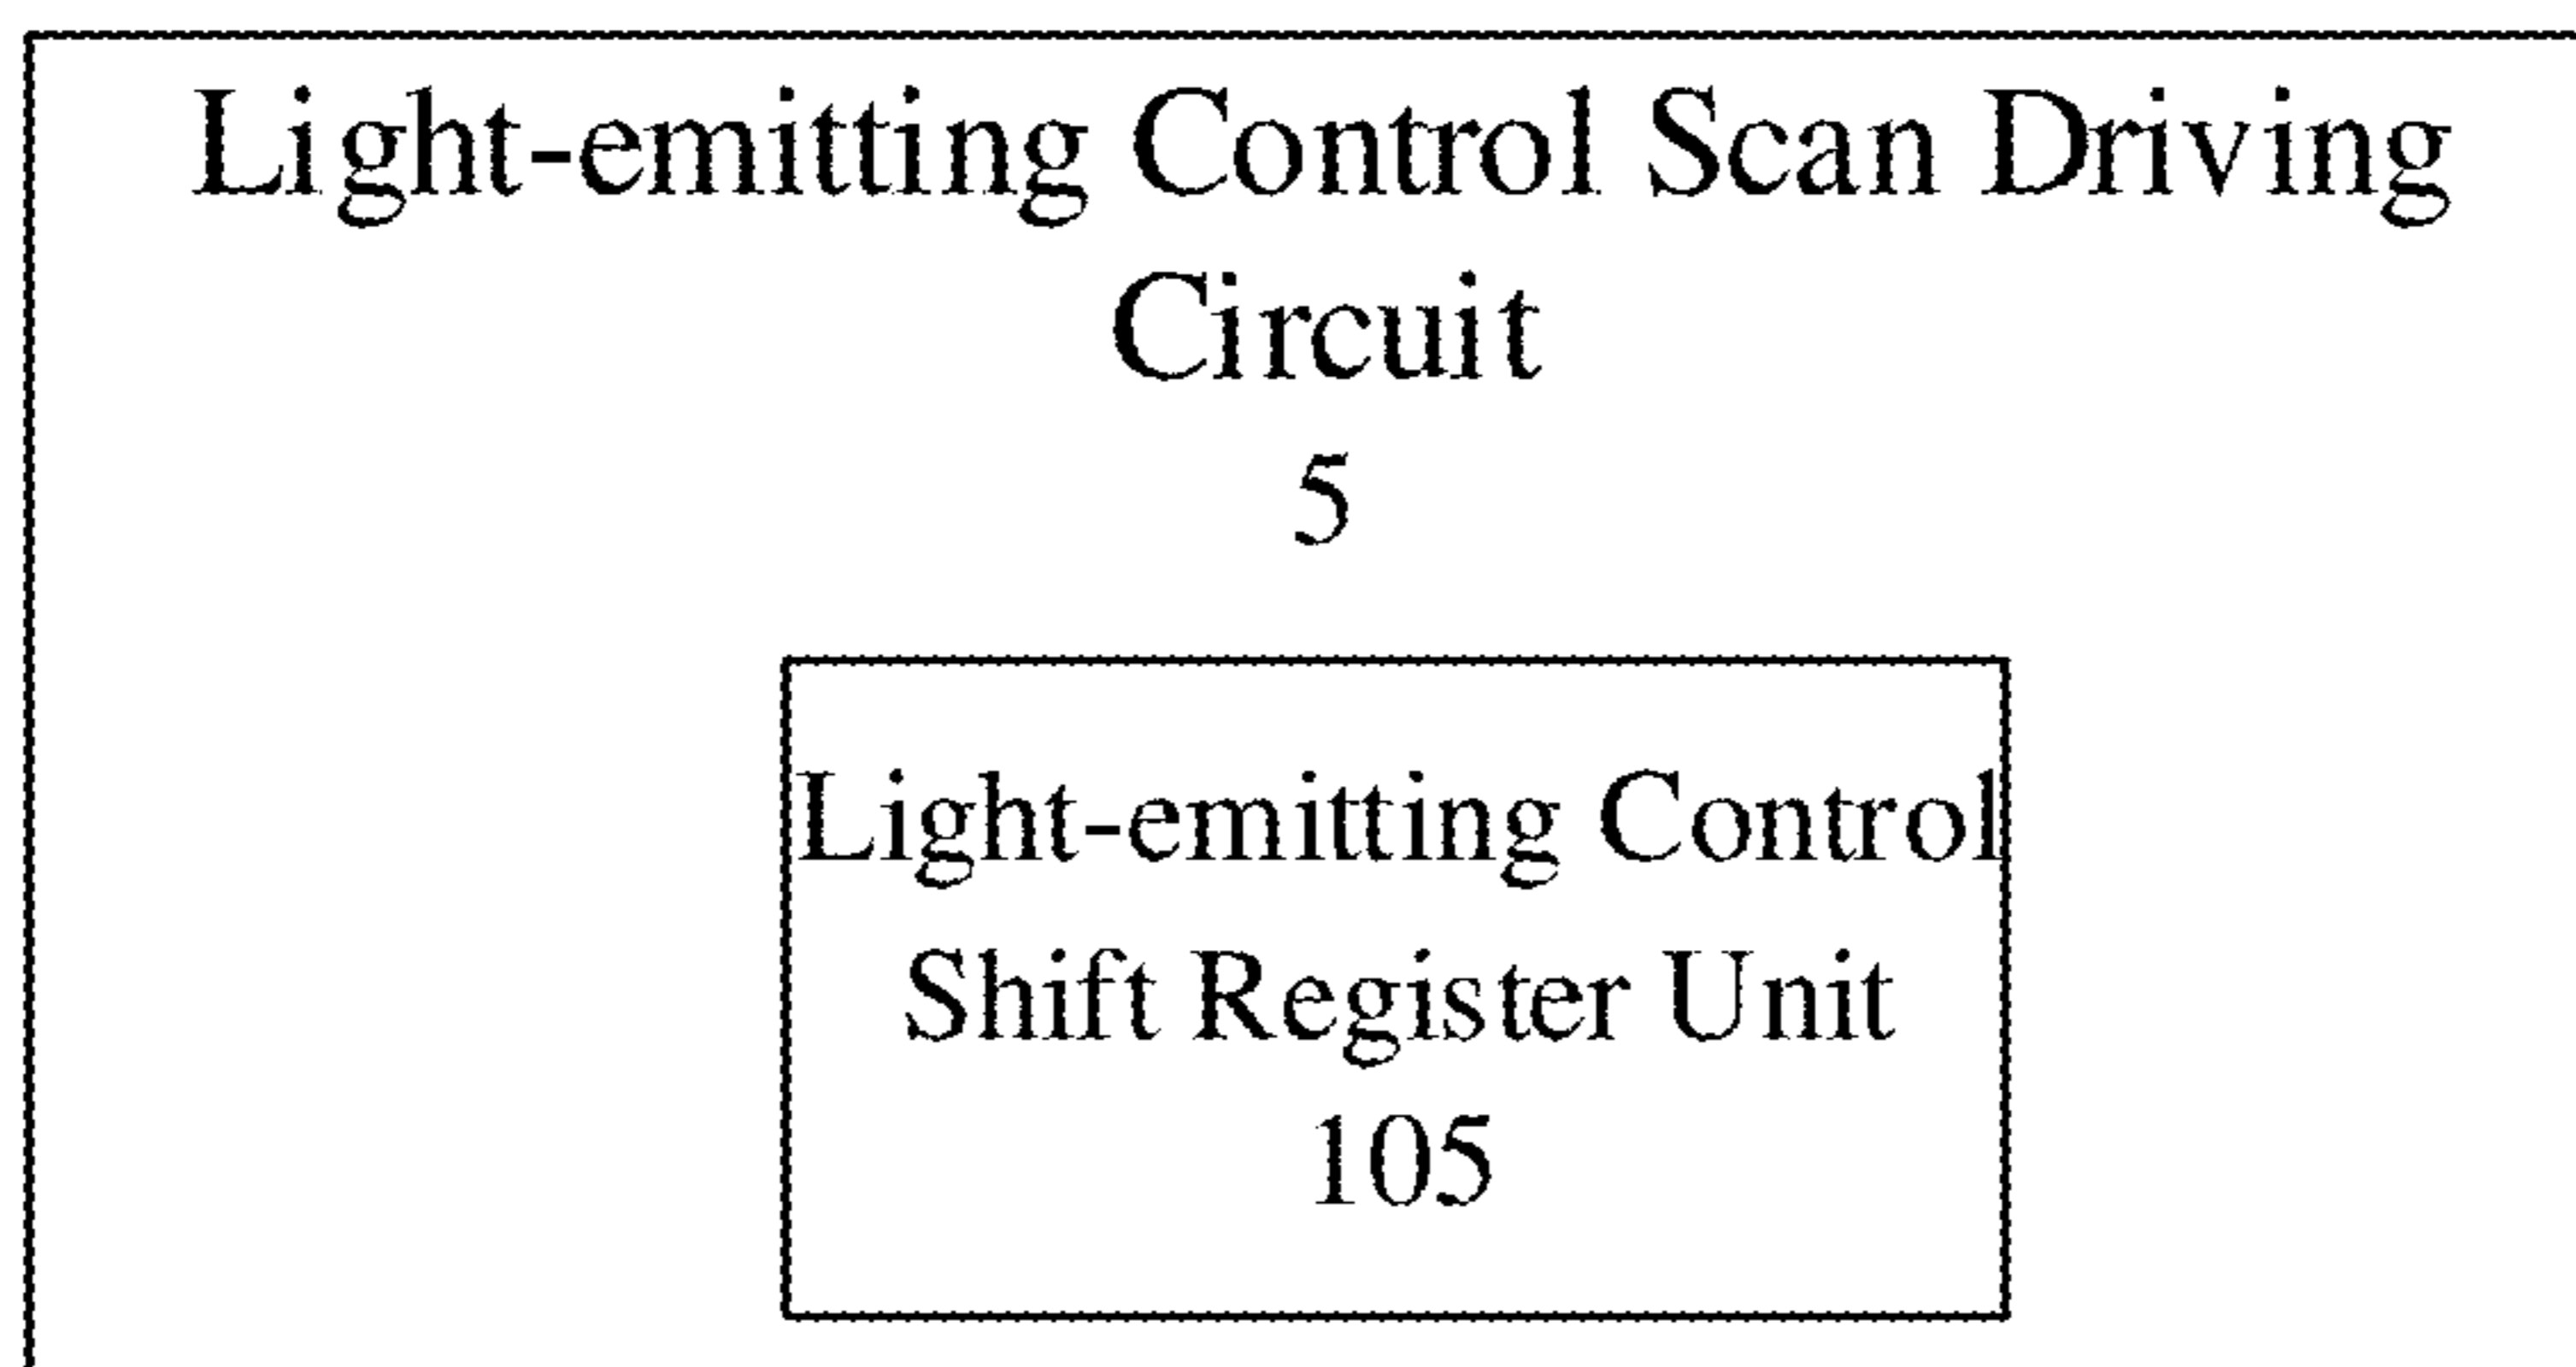 Light-emitting Control Scan Driving
Circuit
5
Light-emitting Control
Shift Register Unit
105